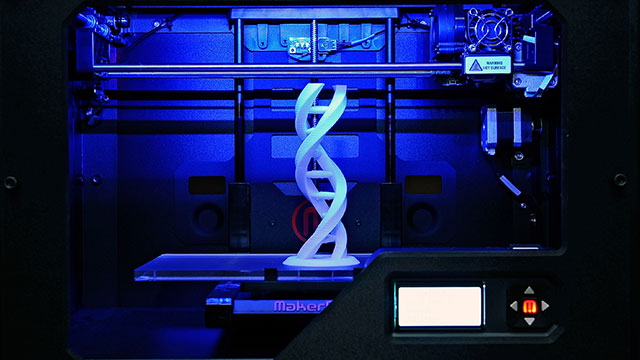 WARNING
HOT SURFACE
M
Maker
M